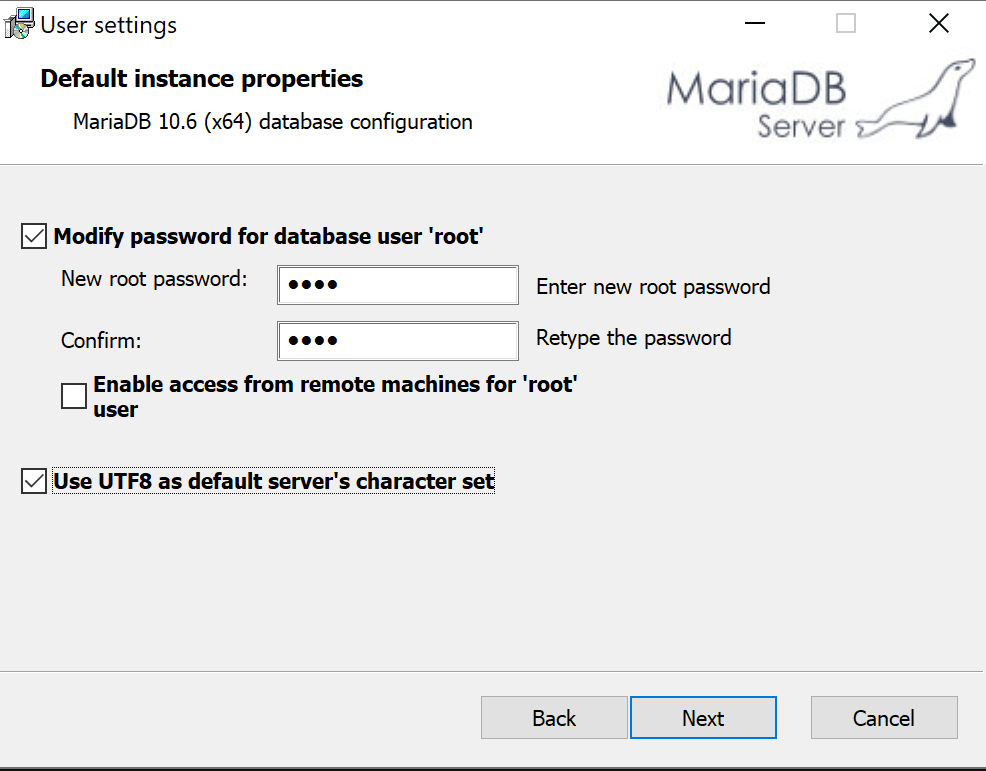 User settings
Default instance properties
MariaDB 10.6 (x64) database configuration
MariaDB
Server
Modify password for database user 'root'
New root password:
●●●●
Enter new root password
Confirm:
●●●●
Retype the password
Enable access from remote machines for 'root'
user
Use UTF8 as default server's character set
Back
Next
Cancel